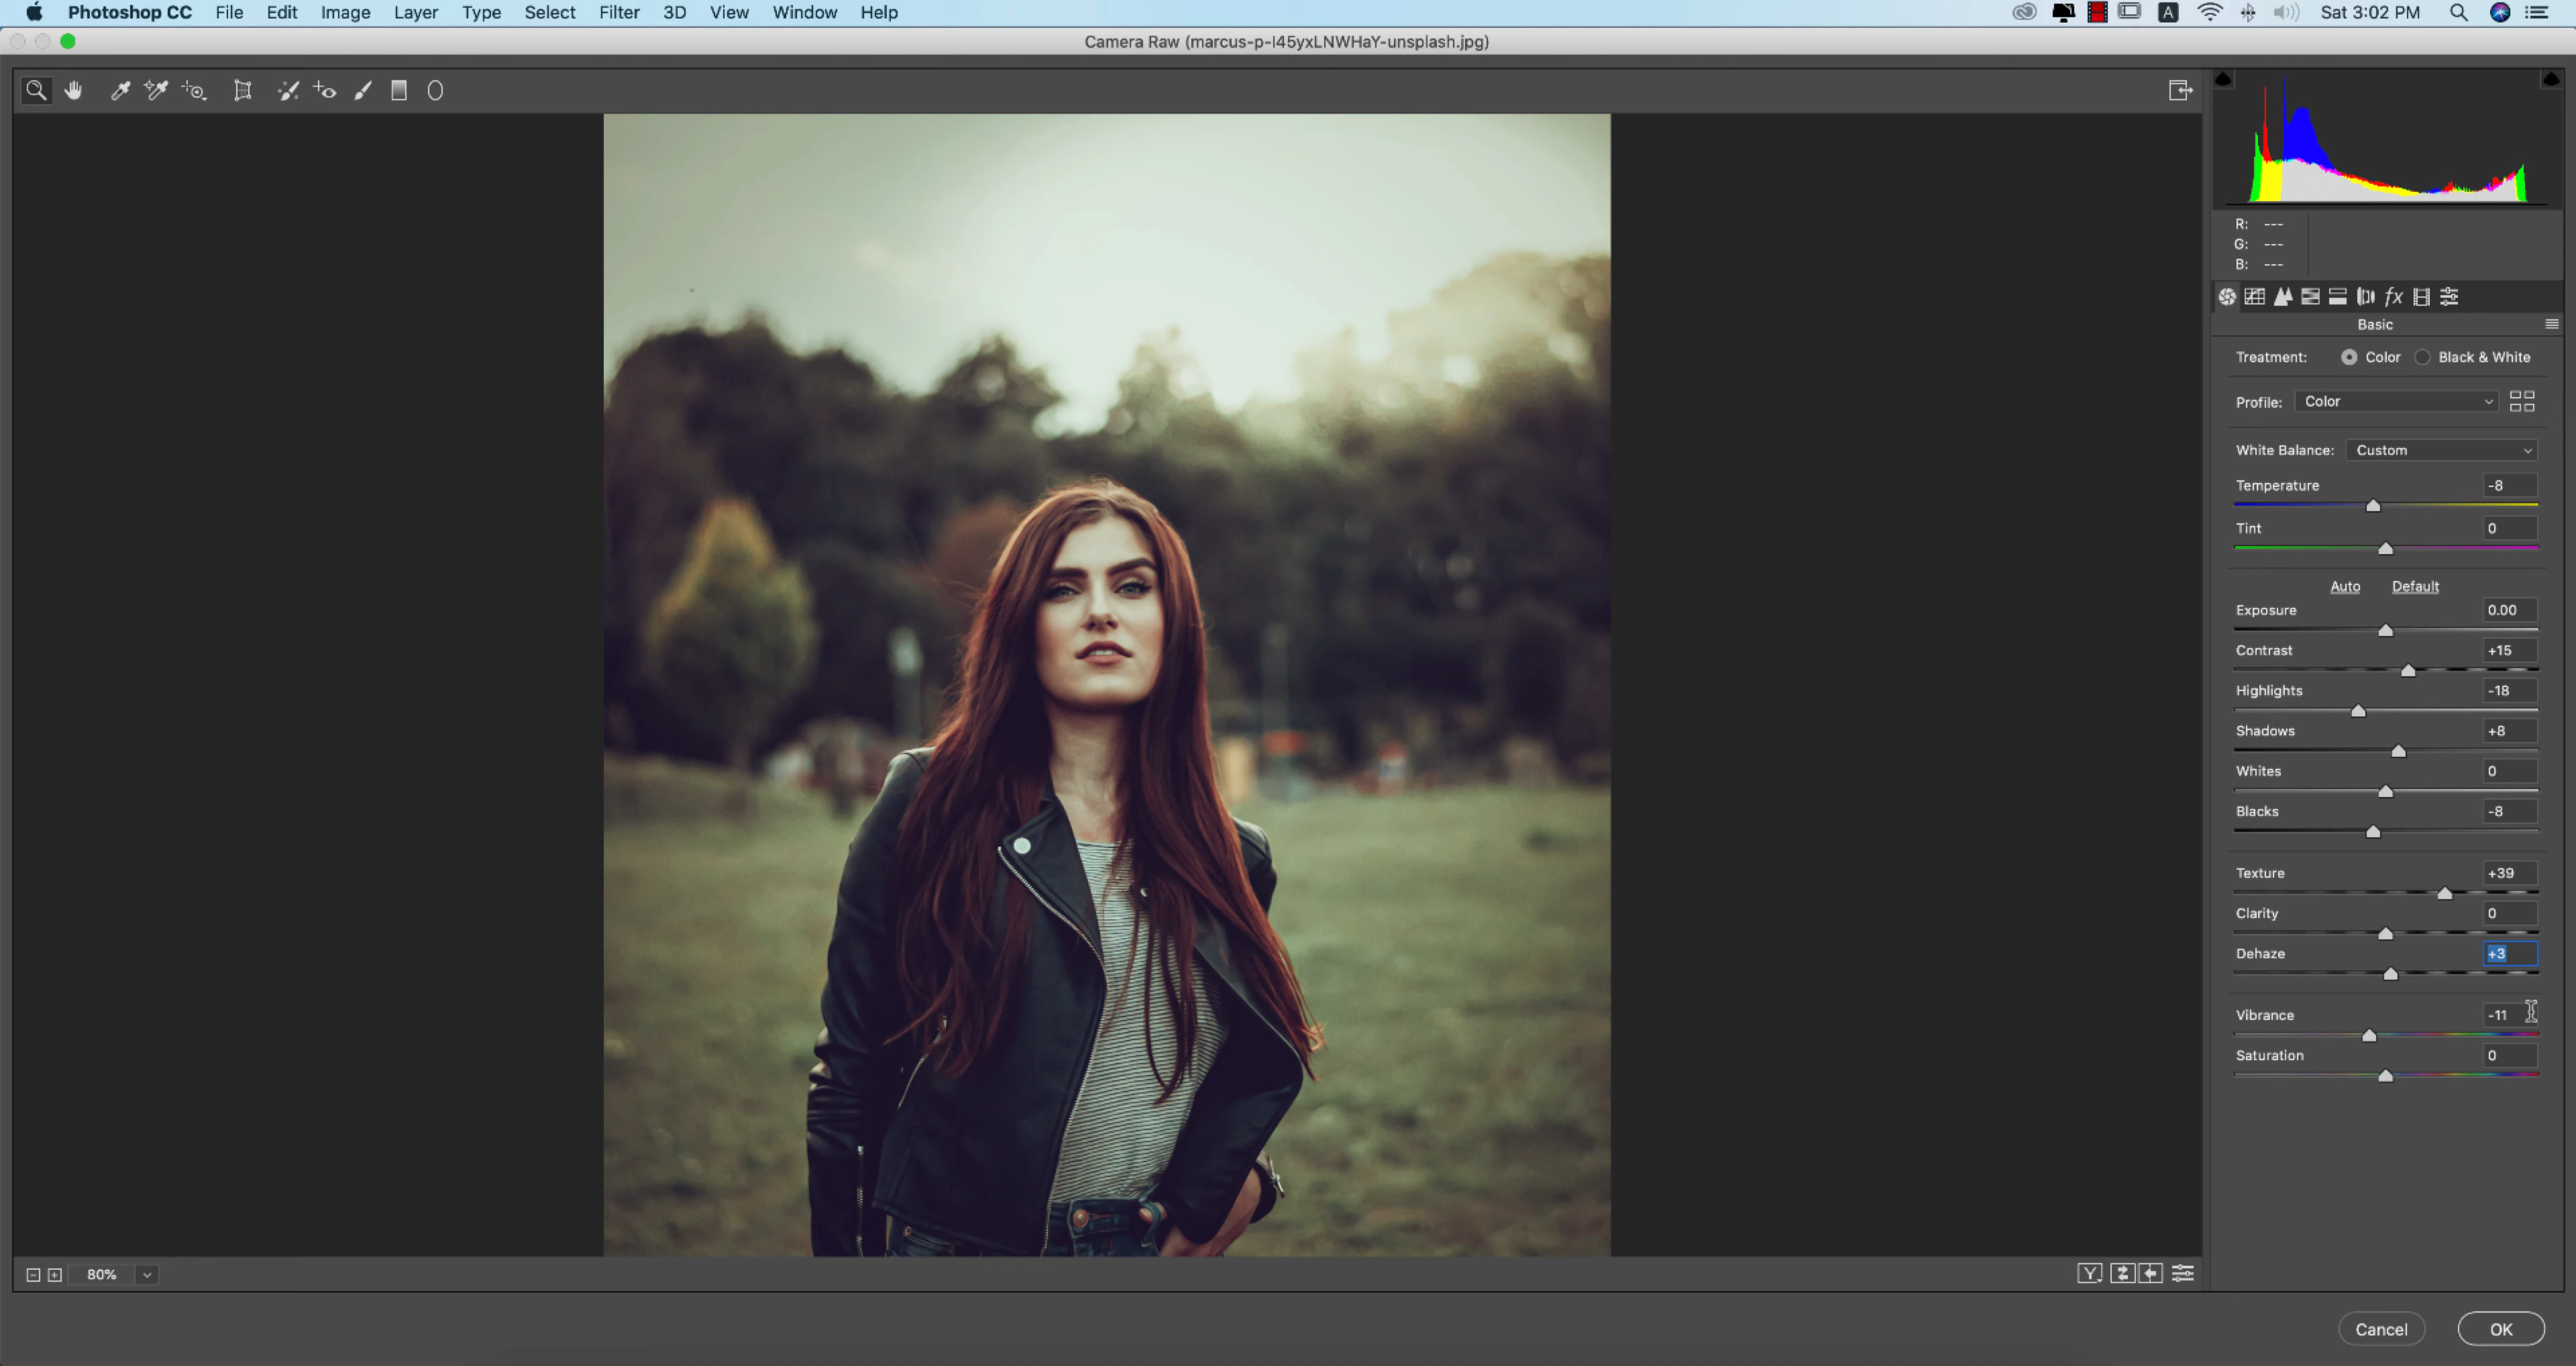 Photoshop CC File Edit Image Layer Type Select Filter 3D View Window Help A Sat 3:02 PM
Camera Raw (marcus-p-I45yxLNWHaY-unsplash.jpg)
R: ---
G: ---
B: ---
fx
Basic
Treatment: Color Black & White
Profile: Color
White Balance: Custom
Temperature -8
Tint 0
Auto Default
Exposure 0.00
Contrast +15
Highlights -18
Shadows +8
Whites 0
Blacks -8
Texture +39
Clarity 0
Dehaze +3
Vibrance -11
Saturation 0
80% Y
Cancel OK